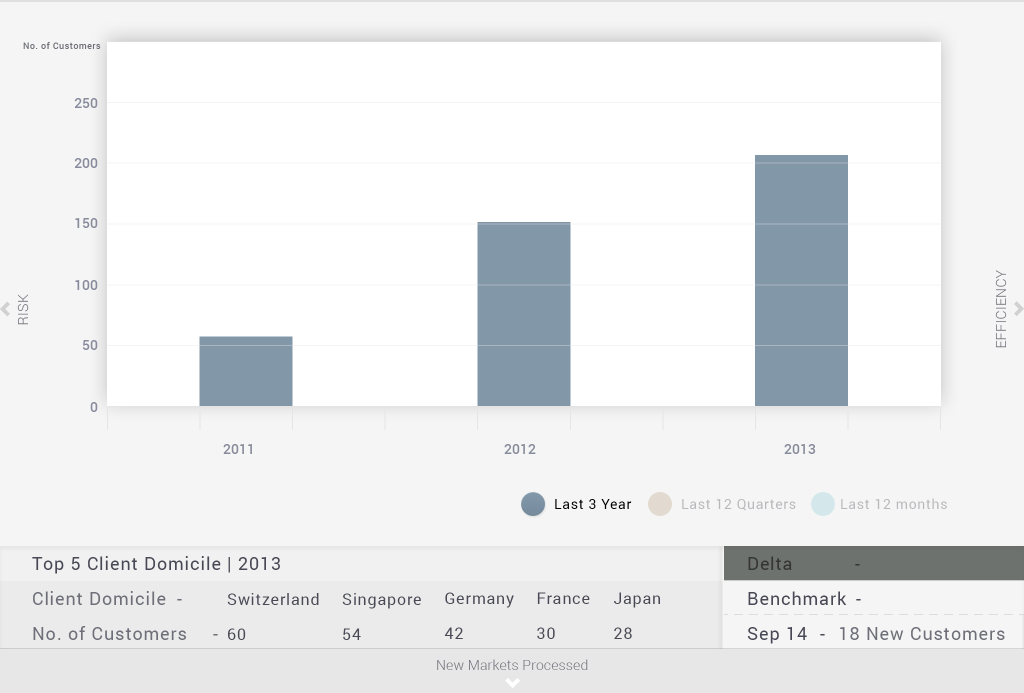 No. of Customers
250
200
150
100
50
0
RISK
EFFICIENCY
2011 2012 2013
Last 3 Year Last 12 Quarters Last 12 months
Top 5 Client Domicile | 2013
Client Domicile - Switzerland Singapore Germany France Japan
No. of Customers - 60 54 42 30 28
Delta -
Benchmark -
Sep 14 - 18 New Customers
New Markets Processed